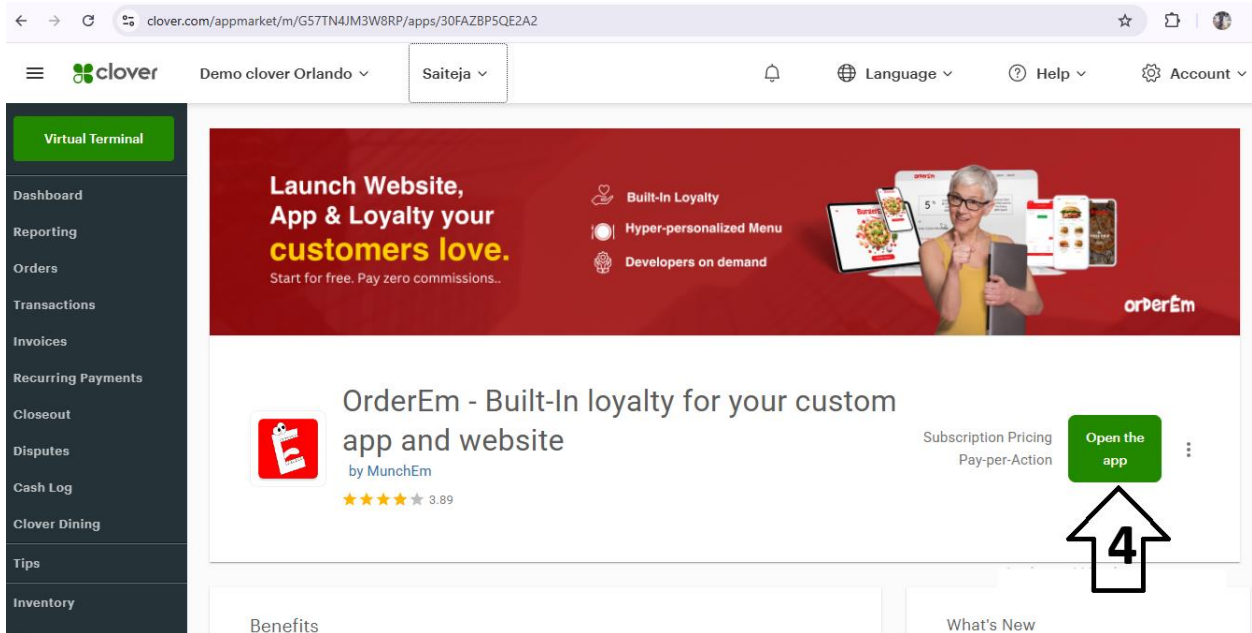 clover.com/appmarket/m/G57TN4JM3W8RP/apps/30FAZBP5QE2A2
clover
Demo clover Orlando
Saiteja
Language
Help
Account
Virtual Terminal
Dashboard
Reporting
Orders
Transactions
Invoices
Recurring Payments
Closeout
Disputes
Cash Log
Clover Dining
Tips
Inventory
Launch Website,
App & Loyalty your
customers love.
Start for free. Pay zero commissions..
Built-In Loyalty
Hyper-personalized Menu
Developers on demand
orderEm
OrderEm - Built-In loyalty for your custom
app and website
by MunchEm
3.89
Subscription Pricing
Pay-per-Action
Open the
app
4
Benefits
What's New